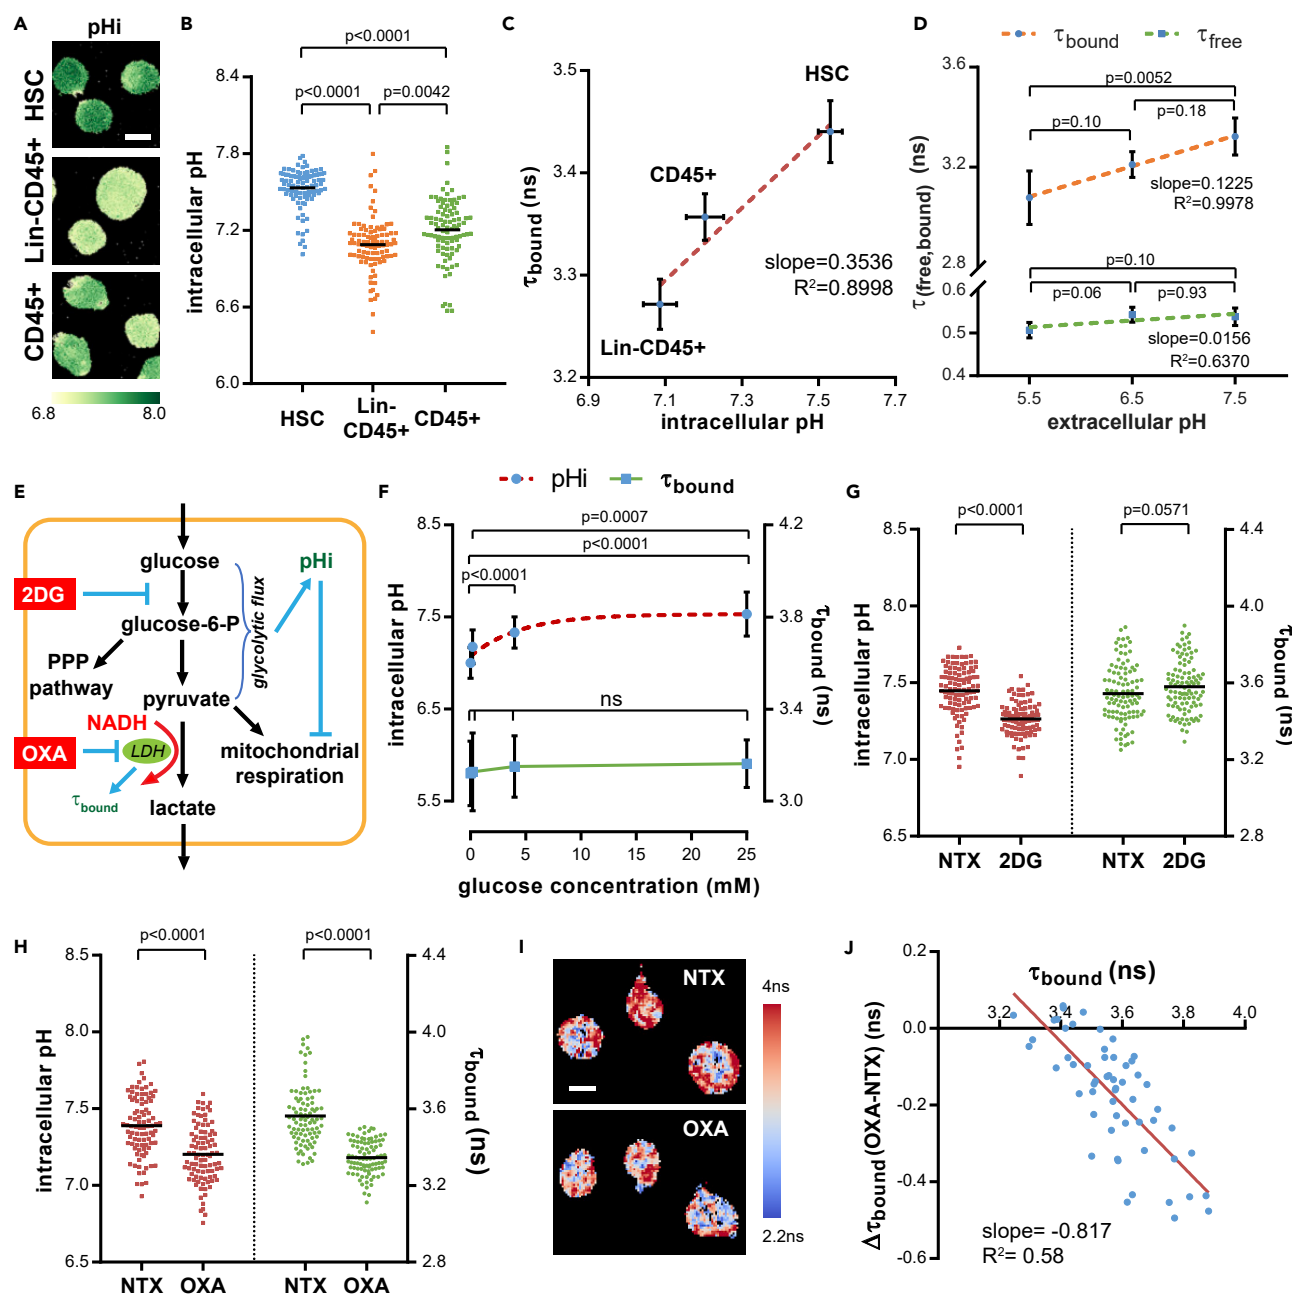 A
pHi
HSC
Lin-CD45+
CD45+
6.8
8.0
B
p<0.0001
p<0.0001
p=0.0042
intracellular pH
8.4
7.8
7.2
6.6
6.0
HSC
Lin-
CD45+
CD45+
C
τbound (ns)
3.5
3.4
3.3
3.2
HSC
CD45+
Lin-CD45+
slope=0.3536
R²=0.8998
6.9
7.1
7.3
7.5
7.7
intracellular pH
D
τbound
τfree
τ(free,bound) (ns)
3.6
3.2
2.8
0.6
0.5
0.4
p=0.0052
p=0.10
p=0.18
slope=0.1225
R²=0.9978
p=0.10
p=0.06
p=0.93
slope=0.0156
R²=0.6370
5.5
6.5
7.5
extracellular pH
E
glucose
pHi
2DG
glycolytic flux
glucose-6-P
PPP
pathway
pyruvate
NADH
OXA
LDH
mitochondrial
respiration
τbound
lactate
F
pHi
τbound
intracellular pH
8.5
7.5
6.5
5.5
p=0.0007
p<0.0001
p<0.0001
ns
4.2
3.8
3.4
3.0
τbound (ns)
0
5
10
15
20
25
glucose concentration (mM)
G
p<0.0001
p=0.0571
intracellular pH
8.5
8.0
7.5
7.0
6.5
4.4
4.0
3.6
3.2
2.8
τbound (ns)
NTX
2DG
NTX
2DG
H
p<0.0001
p<0.0001
intracellular pH
8.5
8.0
7.5
7.0
6.5
4.4
4.0
3.6
3.2
2.8
τbound (ns)
NTX
OXA
NTX
OXA
I
NTX
OXA
4ns
2.2ns
J
τbound (ns)
Δτbound (OXA-NTX) (ns)
0.2
0.0
-0.2
-0.4
-0.6
3.2
3.4
3.6
3.8
4.0
slope= -0.817
R²= 0.58